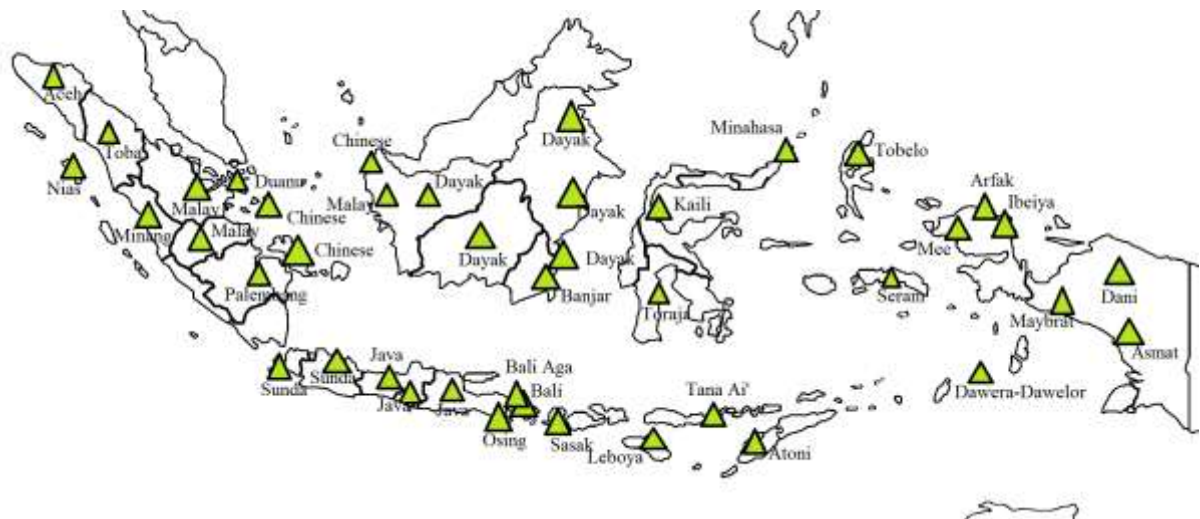 Aceh
Toba
Nias
Minang
Malay
Duanu
Chinese
Malay
Chinese
Palembang
Chinese
Malay
Dayak
Dayak
Dayak
Dayak
Dayak
Banjar
Minahasa
Kaili
Toraja
Tobelo
Arfak
Ibeiya
Mee
Seram
Dani
Maybrat
Asmat
Dawera-Dawelor
Sunda
Sunda
Java
Java
Java
Bali Aga
Bali
Osing
Sasak
Tana Ai'
Leboya
Atoni